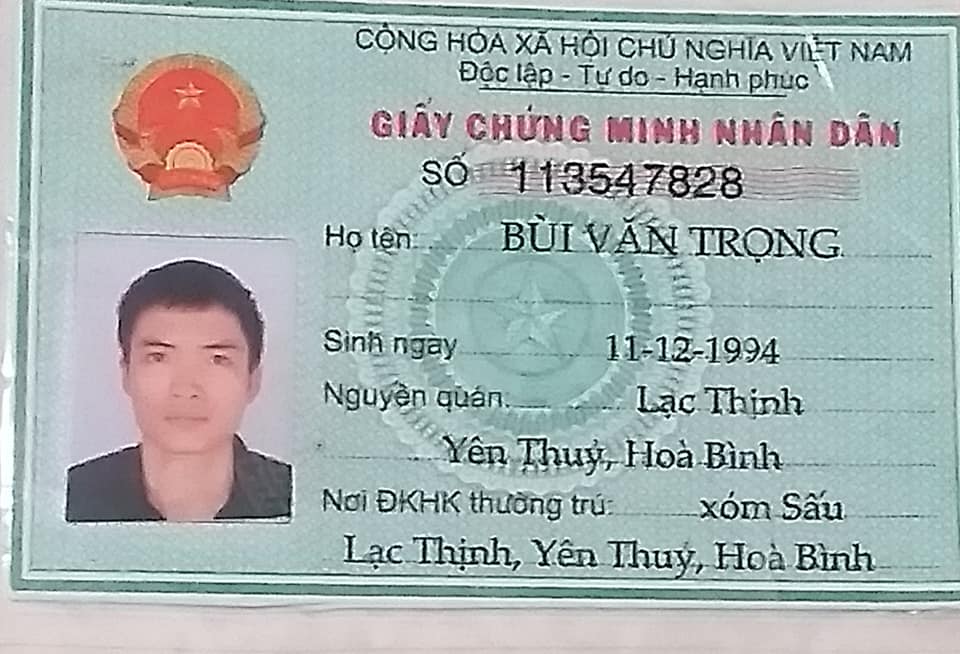 CỘNG HÒA XÃ HỘI CHỦ NGHĨA VIỆT NAM
Độc lập - Tự do - Hạnh phúc
GIẤY CHỨNG MINH NHÂN DÂN
SỐ 113547828
Họ tên: BÙI VĂN TRỌNG
Sinh ngày 11-12-1994
Nguyên quán: Lạc Thịnh
Yên Thuỷ, Hoà Bình
Nơi ĐKHK thường trú: xóm Sấu
Lạc Thịnh, Yên Thuỷ, Hoà Bình